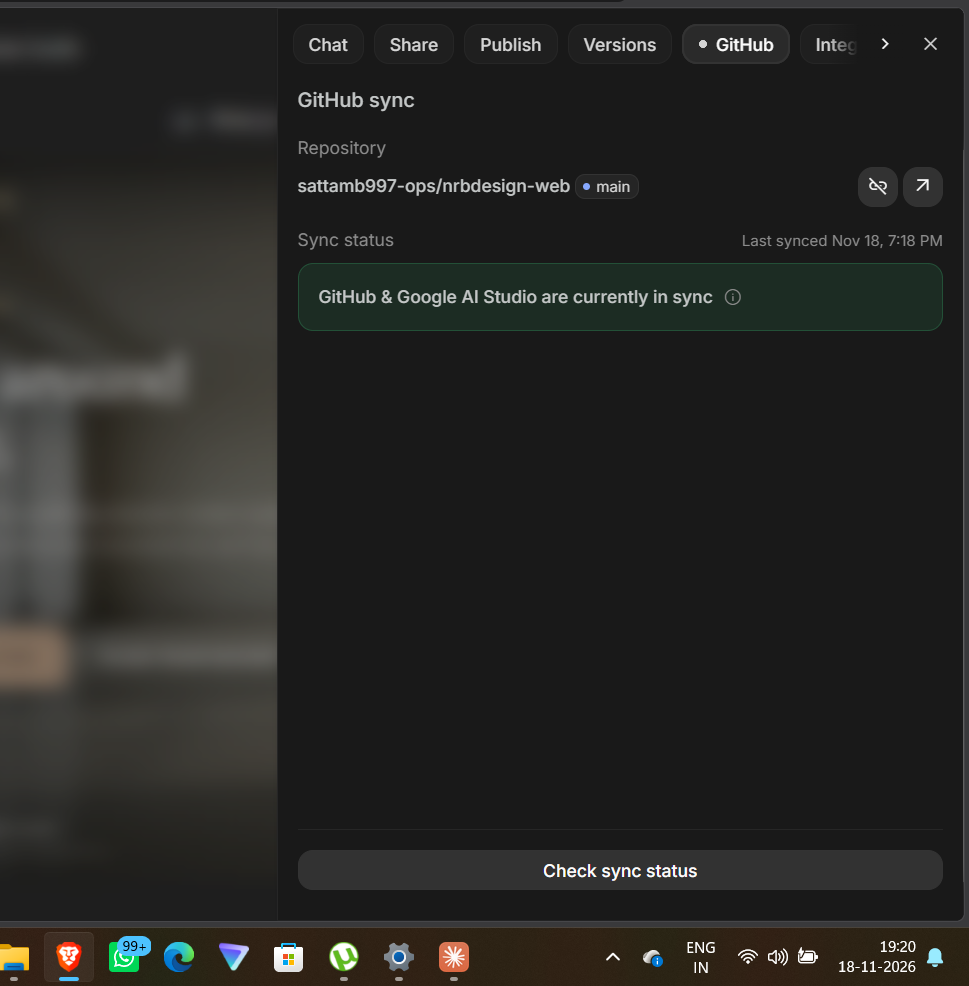 Chat Share Publish Versions GitHub Integ
GitHub sync
Repository
sattamb997-ops/nrbdesign-web main
Sync status Last synced Nov 18, 7:18 PM
GitHub & Google AI Studio are currently in sync
Check sync status
99+
ENG
IN
19:20
18-11-2026